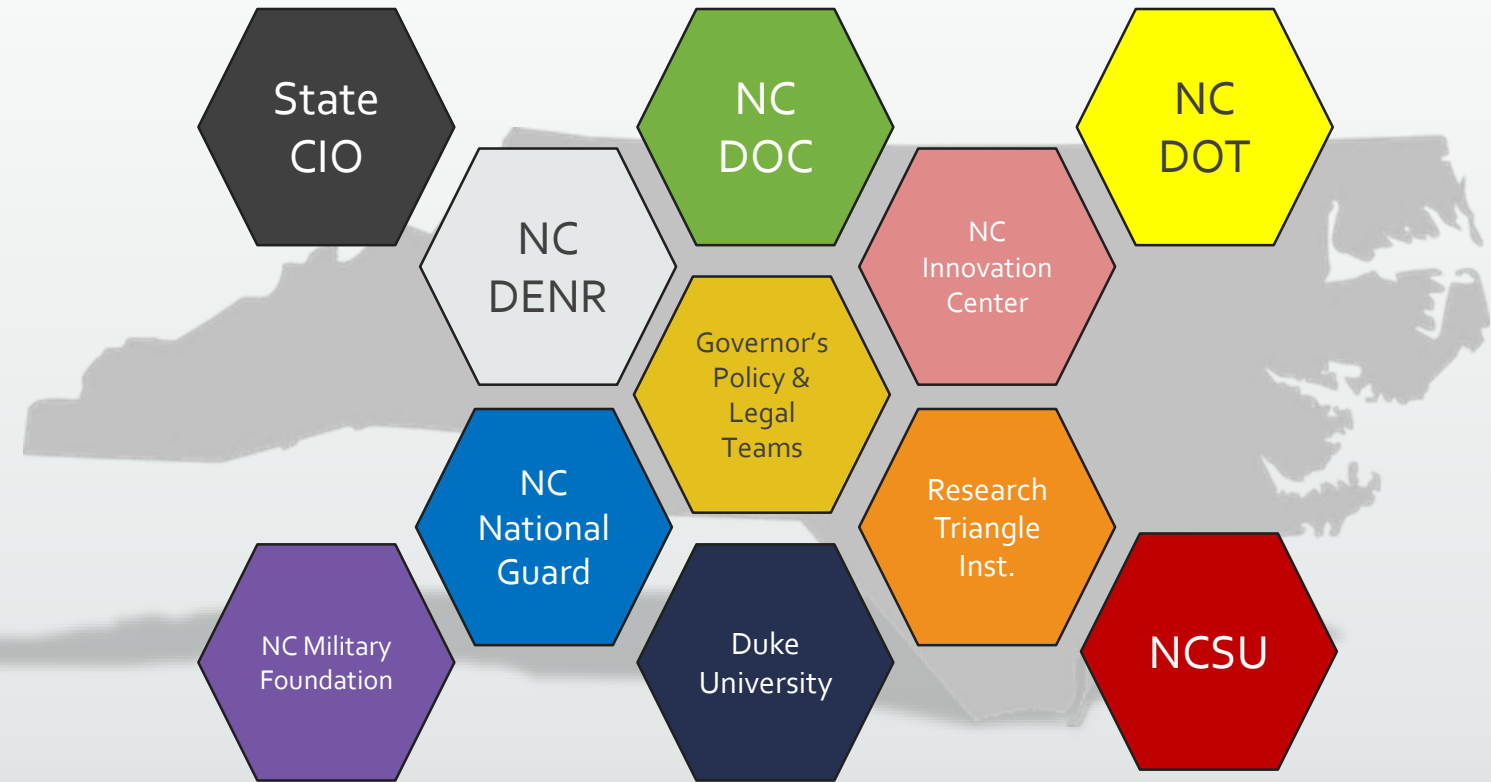 State
CIO
NC
DOC
NC
DOT
NC
DENR
NC
Innovation
Center
Governor’s
Policy &
Legal
Teams
NC
National
Guard
Research
Triangle
Inst.
NC Military
Foundation
Duke
University
NCSU